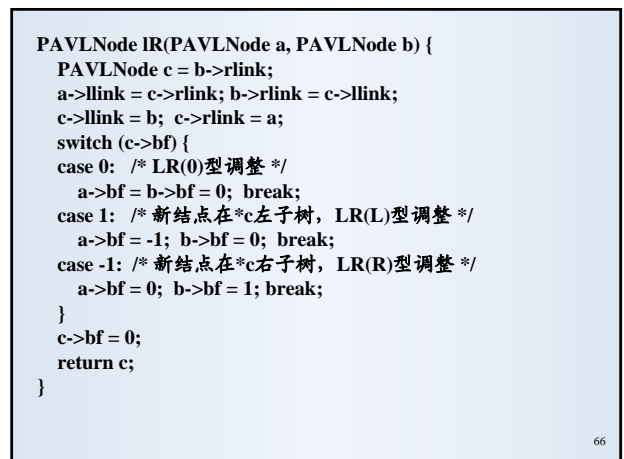 PAVLNode lR(PAVLNode a, PAVLNode b) {
PAVLNode c = b->rlink;
a->llink = c->rlink; b->rlink = c->llink;
c->llink = b; c->rlink = a;
switch (c->bf) {
case 0: /* LR(0)型调整 */
a->bf = b->bf = 0; break;
case 1: /* 新结点在*c左子树，LR(L)型调整 */
a->bf = -1; b->bf = 0; break;
case -1: /* 新结点在*c右子树，LR(R)型调整 */
a->bf = 0; b->bf = 1; break;
}
c->bf = 0;
return c;
}
66